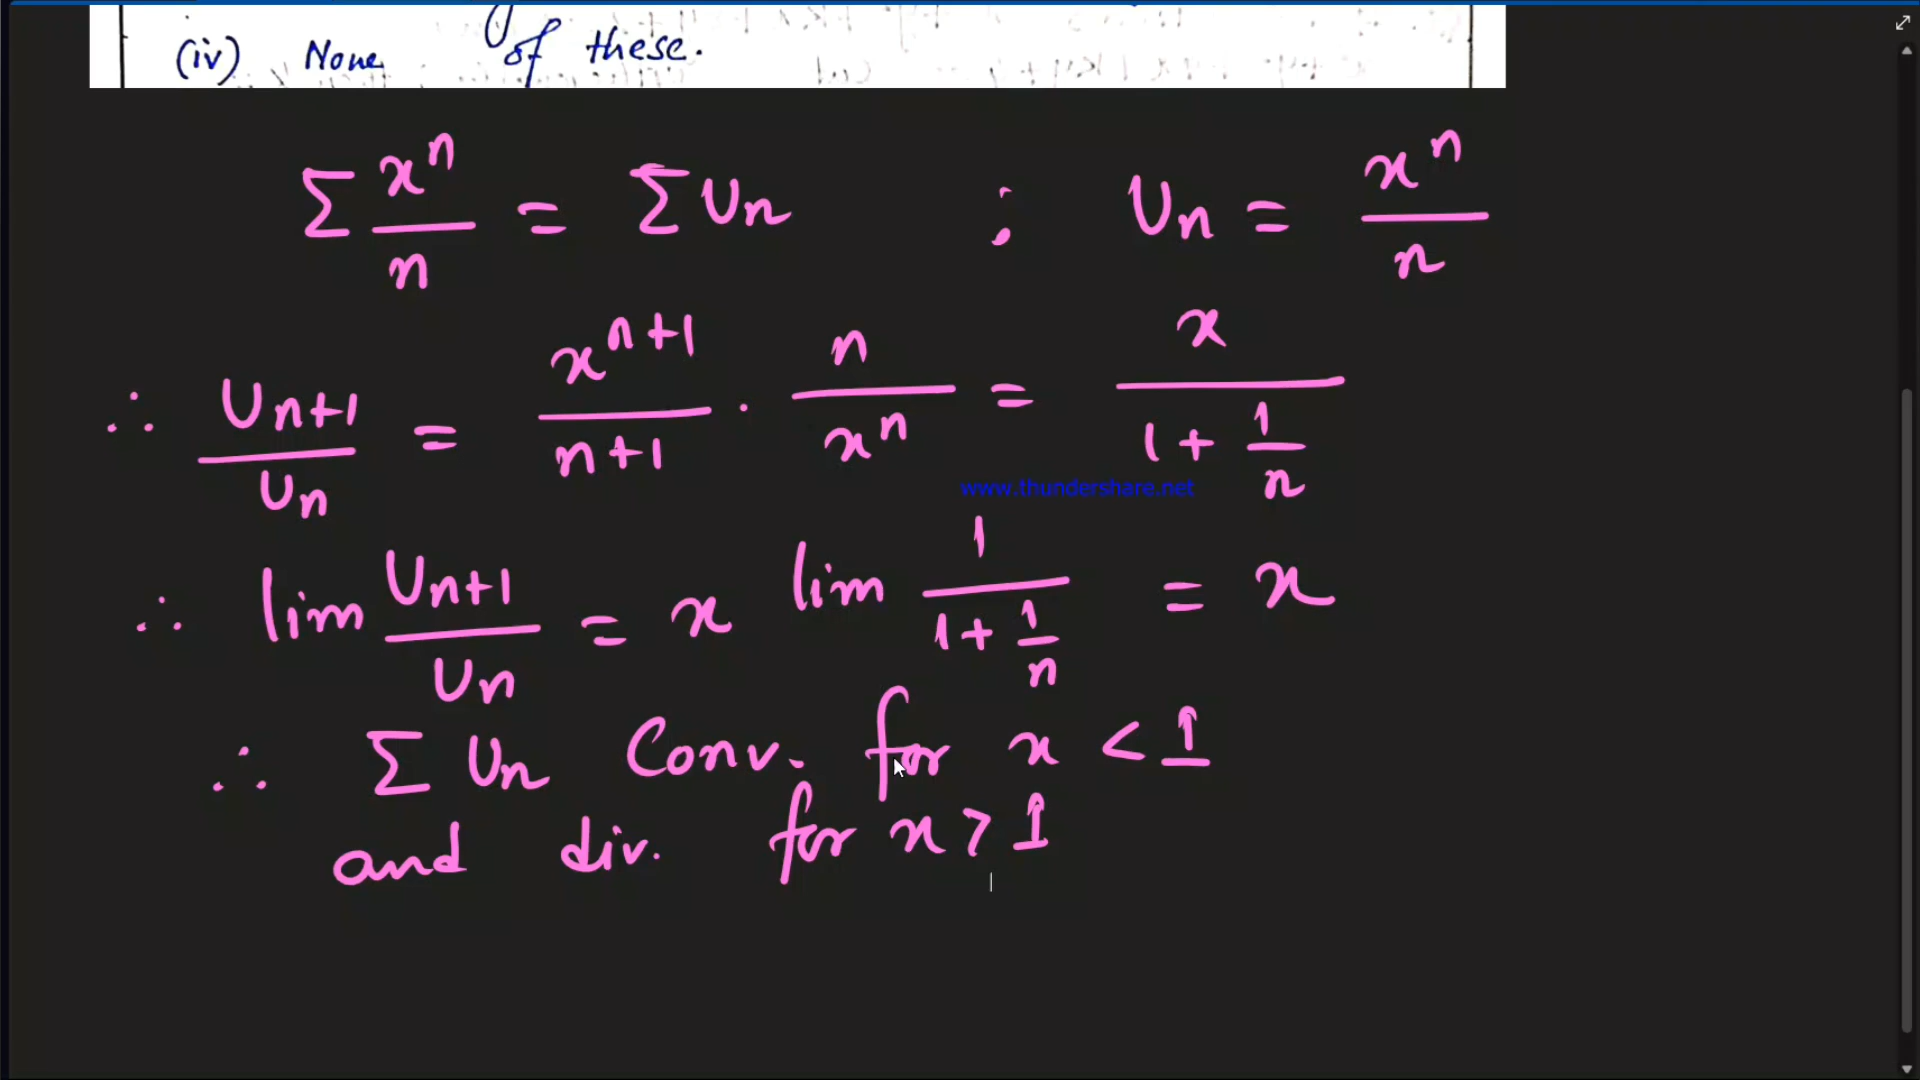 (iv) None of these.
∑ xⁿ/n = ∑ Un ; Un = xⁿ/n
∴ Un+1/Un = xⁿ⁺¹/n+1 · n/xⁿ = x/(1 + 1/n)
www.thundershare.net
∴ lim Un+1/Un = x lim 1/(1 + 1/n) = x
∴ ∑ Un Conv. for x < 1
and div. for x > 1